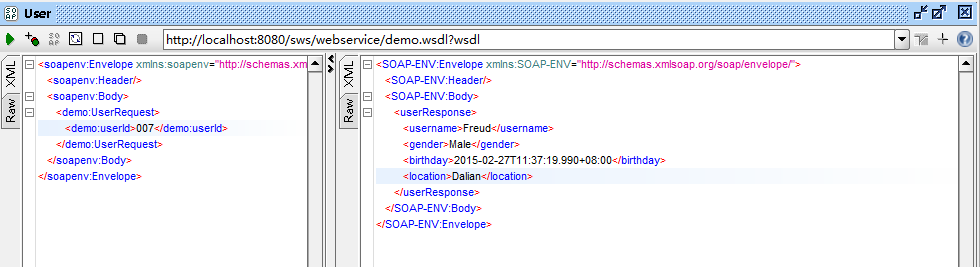 User
SOAP
http://localhost:8080/sws/webservice/demo.wsdl?wsdl
XML
Raw
<soapenv:Envelope xmlns:soapenv="http://schemas.xm
<soapenv:Header/>
<soapenv:Body>
<demo:UserRequest>
<demo:userId>007</demo:userId>
</demo:UserRequest>
</soapenv:Body>
</soapenv:Envelope>
XML
Raw
<SOAP-ENV:Envelope xmlns:SOAP-ENV="http://schemas.xmlsoap.org/soap/envelope/">
<SOAP-ENV:Header/>
<SOAP-ENV:Body>
<userResponse>
<username>Freud</username>
<gender>Male</gender>
<birthday>2015-02-27T11:37:19.990+08:00</birthday>
<location>Dalian</location>
</userResponse>
</SOAP-ENV:Body>
</SOAP-ENV:Envelope>